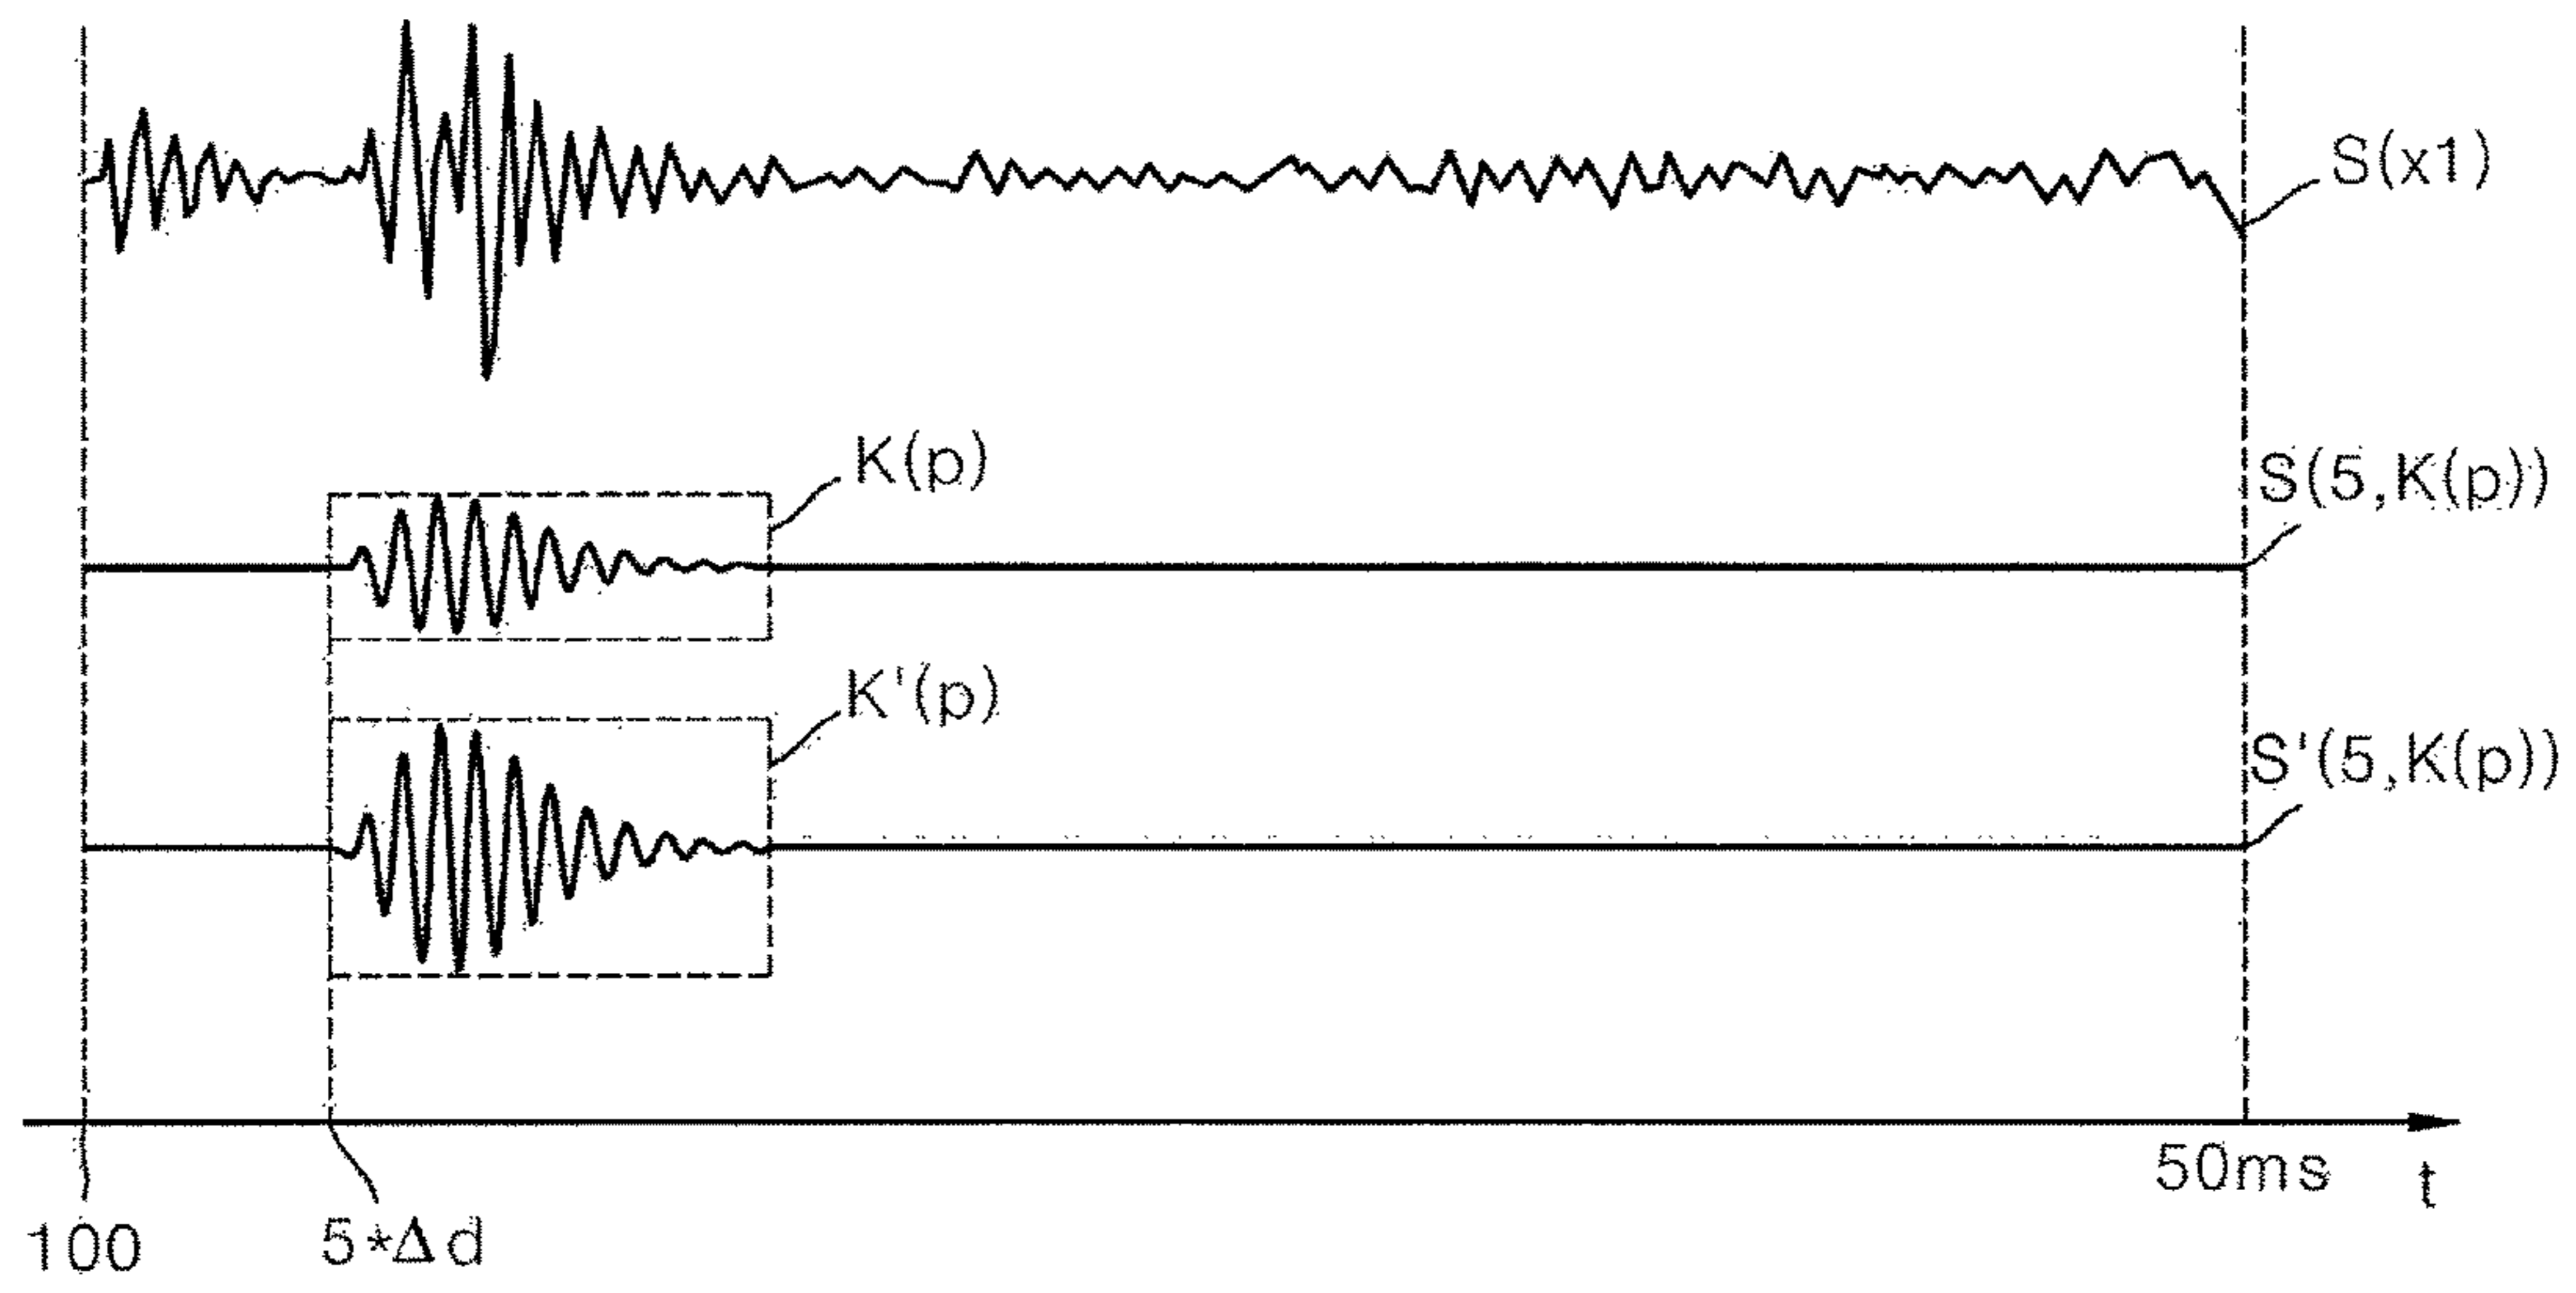 S(x1)
K(p)
S(5,K(p))
K'(p)
S'(5,K(p))
50ms
t
100
5*Δd